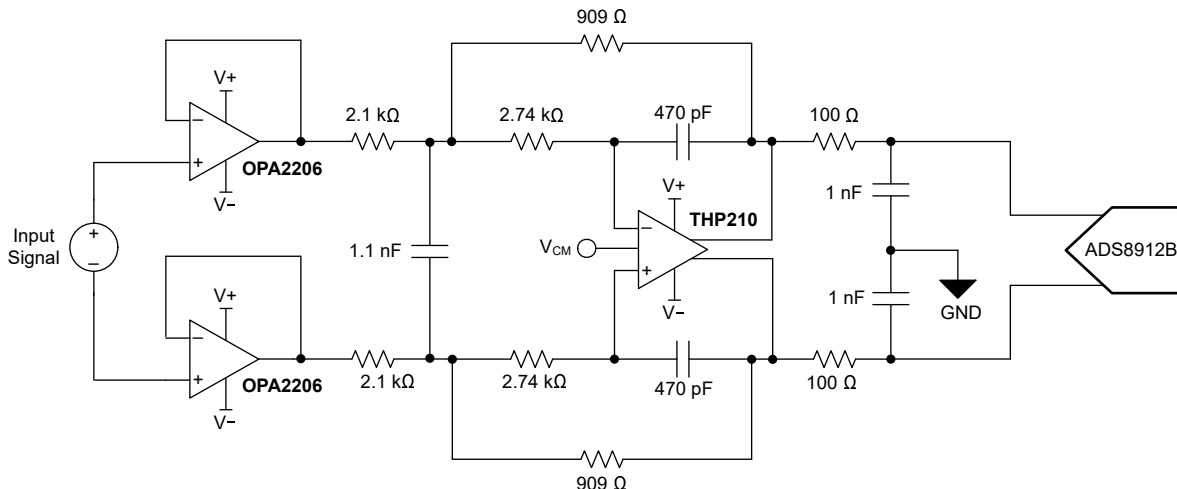 909 Ω
V+
2.1 kΩ
2.74 kΩ
470 pF
100 Ω
−
+
OPA2206
V−
V+
THP210
1 nF
Input
Signal
+
−
1.1 nF
VCM
−
+
ADS8912B
V−
1 nF
GND
V+
−
+
OPA2206
V−
2.1 kΩ
2.74 kΩ
470 pF
100 Ω
909 Ω